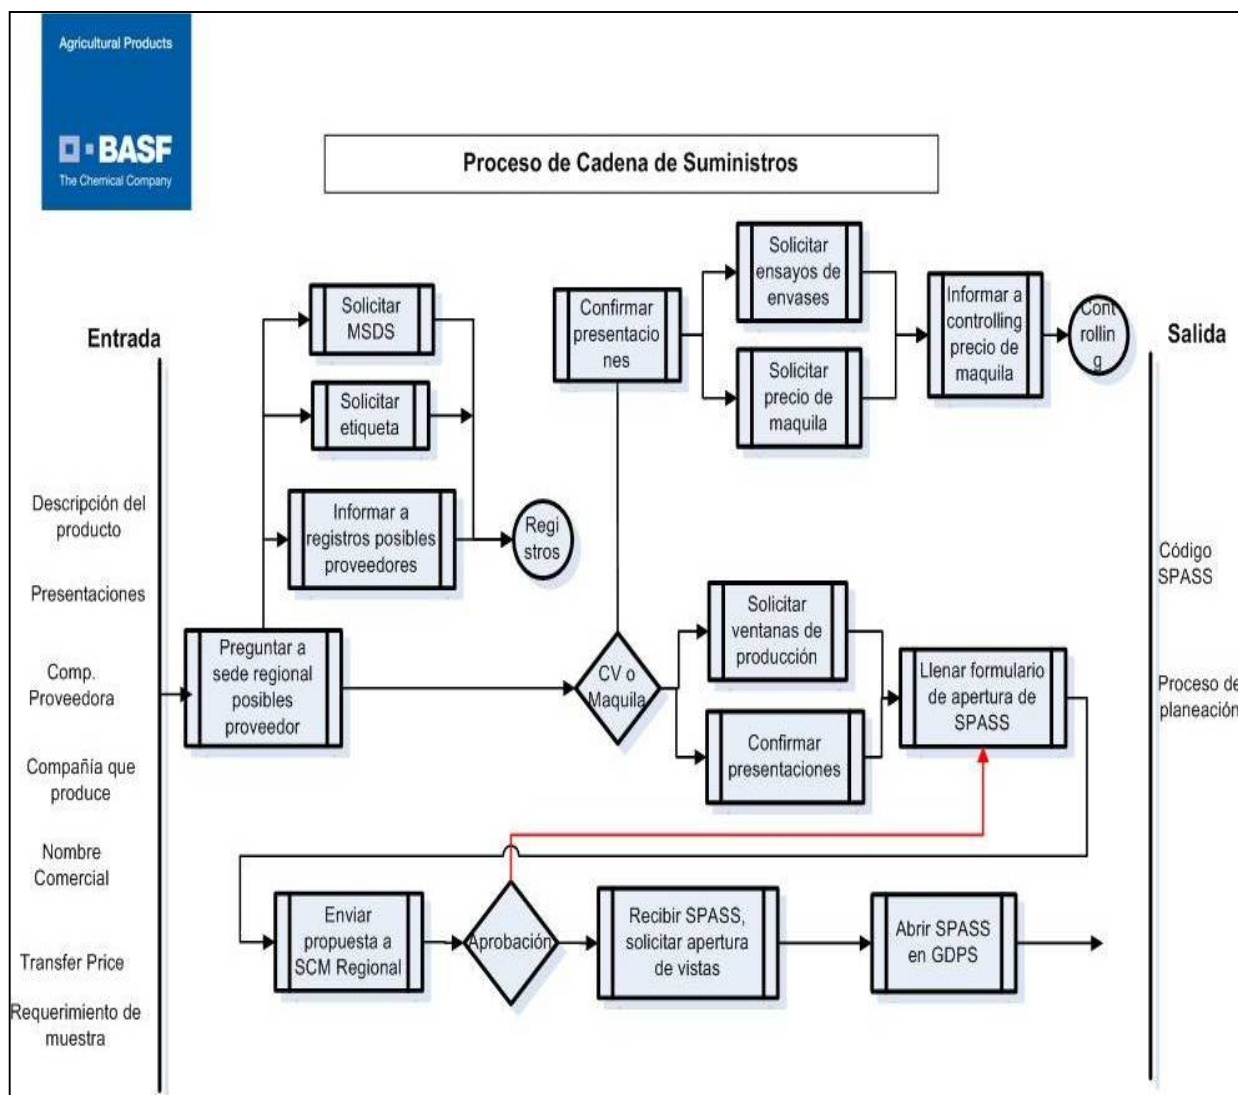 Agricultural Products
BASF
The Chemical Company
Proceso de Cadena de Suministros
Entrada
Descripción del
producto
Presentaciones
Comp.
Proveedora
Compañía que
produce
Nombre
Comercial
Transfer Price
Requerimiento de
muestra
Solicitar
MSDS
Solicitar
etiqueta
Informar a
registros posibles
proveedores
Regi
stros
Preguntar a
sede regional
posibles
proveedor
Confirmar
presentacio
nes
Solicitar
ensayos de
envases
Solicitar
precio de
maquila
Informar a
controlling
precio de
maquila
Cont
rollin
g
CV o
Maquila
Solicitar
ventanas de
producción
Confirmar
presentaciones
Llenar formulario
de apertura de
SPASS
Enviar
propuesta a
SCM Regional
Aprobación
Recibir SPASS,
solicitar apertura
de vistas
Abrir SPASS
en GDPS
Salida
Código
SPASS
Proceso de
planeación